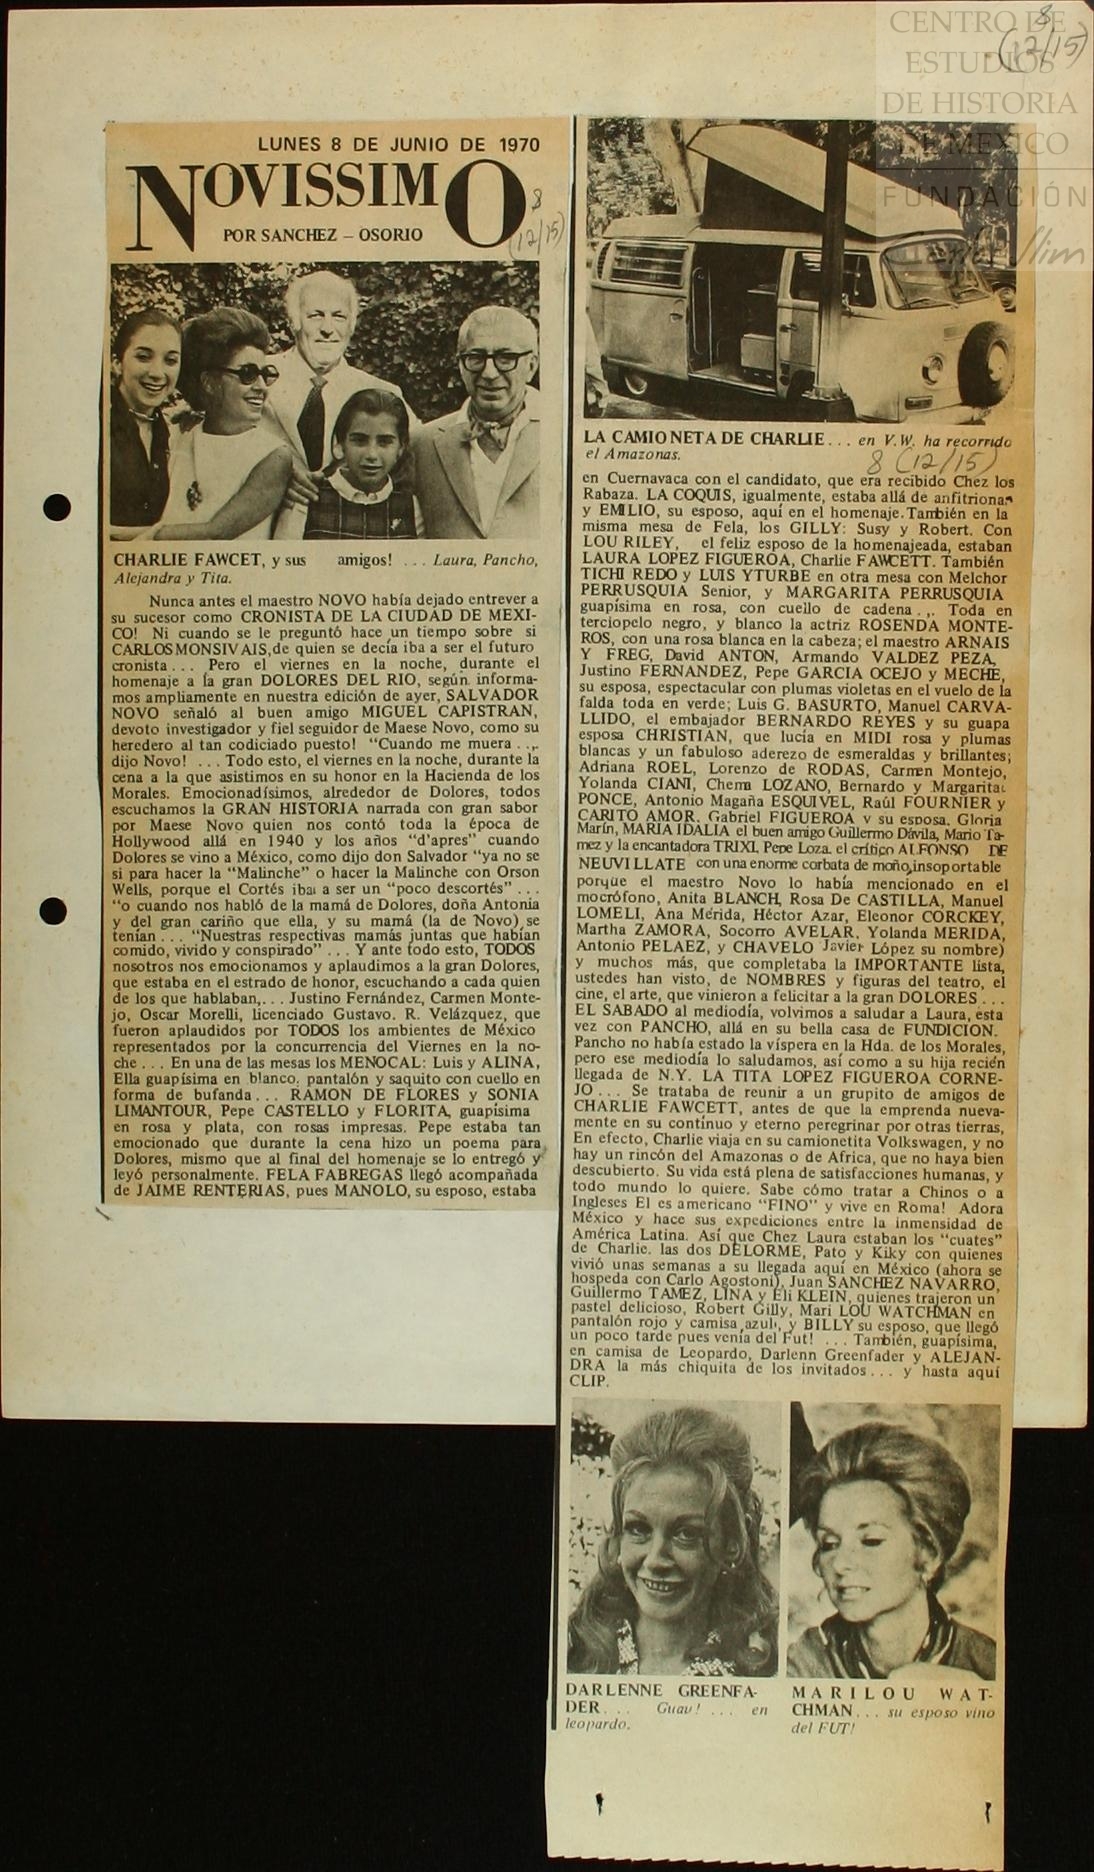 CENTRO DE
ESTUDIOS
DE HISTORIA
DE MEXICO
FUNDACIÓN
Carlos Slim
8
(12/15)
LUNES 8 DE JUNIO DE 1970
NOVISSIMO
POR SANCHEZ – OSORIO
8
(12/15)
CHARLIE FAWCET, y sus amigos! ... Laura, Pancho,
Alejandra y Tita.
Nunca antes el maestro NOVO había dejado entrever a
su sucesor como CRONISTA DE LA CIUDAD DE MEXI-
CO! Ni cuando se le preguntó hace un tiempo sobre si
CARLOS MONSIVAIS, de quien se decía iba a ser el futuro
cronista... Pero el viernes en la noche, durante el
homenaje a la gran DOLORES DEL RIO, según informa-
mos ampliamente en nuestra edición de ayer, SALVADOR
NOVO señaló al buen amigo MIGUEL CAPISTRAN,
devoto investigador y fiel seguidor de Maese Novo, como su
heredero al tan codiciado puesto! "Cuando me muera ...
dijo Novo! ... Todo esto, el viernes en la noche, durante la
cena a la que asistimos en su honor en la Hacienda de los
Morales. Emocionadísimos, alrededor de Dolores, todos
escuchamos la GRAN HISTORIA narrada con gran sabor
por Maese Novo quien nos contó toda la época de
Hollywood allá en 1940 y los años "d'apres" cuando
Dolores se vino a México, como dijo don Salvador "ya no se
si para hacer la "Malinche" o hacer la Malinche con Orson
Wells, porque el Cortés iba a ser un "poco descortés" ...
"o cuando nos habló de la mamá de Dolores, doña Antonia
y del gran cariño que ella, y su mamá (la de Novo) se
tenían ... "Nuestras respectivas mamás juntas que habían
comido, vivido y conspirado" ... Y ante todo esto, TODOS
nosotros nos emocionamos y aplaudimos a la gran Dolores,
que estaba en el estrado de honor, escuchando a cada quien
de los que hablaban,... Justino Fernández, Carmen Monte-
jo, Oscar Morelli, licenciado Gustavo. R. Velázquez, que
fueron aplaudidos por TODOS los ambientes de México
representados por la concurrencia del Viernes en la no-
che ... En una de las mesas los MENOCAL: Luis y ALINA,
Ella guapísima en blanco, pantalón y saquito con cuello en
forma de bufanda... RAMON DE FLORES y SONIA
LIMANTOUR, Pepe CASTELLO y FLORITA, guapísima
en rosa y plata, con rosas impresas. Pepe estaba tan
emocionado que durante la cena hizo un poema para
Dolores, mismo que al final del homenaje se lo entregó y
leyó personalmente. FELA FABREGAS llegó acompañada
de JAIME RENTERIAS, pues MANOLO, su esposo, estaba
LA CAMIONETA DE CHARLIE... en V.W. ha recorrido
el Amazonas.
8 (12/15)
en Cuernavaca con el candidato, que era recibido Chez los
Rabaza. LA COQUIS, igualmente, estaba allá de anfitriona
y EMILIO, su esposo, aquí en el homenaje. También en la
misma mesa de Fela, los GILLY: Susy y Robert. Con
LOU RILEY, el feliz esposo de la homenajeada, estaban
LAURA LOPEZ FIGUEROA, Charlie FAWCETT. También
TICHI REDO y LUIS YTURBE en otra mesa con Melchor
PERRUSQUIA Senior, y MARGARITA PERRUSQUIA
guapísima en rosa, con cuello de cadena ... Toda en
terciopelo negro, y blanco la actriz ROSENDA MONTE-
ROS, con una rosa blanca en la cabeza; el maestro ARNAIS
Y FREG, David ANTON, Armando VALDEZ PEZA,
Justino FERNANDEZ, Pepe GARCIA OCEJO y MECHE,
su esposa, espectacular con plumas violetas en el vuelo de la
falda toda en verde; Luis G. BASURTO, Manuel CARVA-
LLIDO, el embajador BERNARDO REYES y su guapa
esposa CHRISTIAN, que lucía en MIDI rosa y plumas
blancas y un fabuloso aderezo de esmeraldas y brillantes;
Adriana ROEL, Lorenzo de RODAS, Carmen Montejo,
Yolanda CIANI, Chema LOZANO, Bernardo y Margarita
PONCE, Antonio Magaña ESQUIVEL, Raúl FOURNIER y
CARITO AMOR. Gabriel FIGUEROA y su esposa. Gloria
Marín, MARIA IDALIA el buen amigo Guillermo Dávila, Mario Ta-
mez y la encantadora TRIXI, Pepe Loza. el crítico ALFONSO DE
NEUVILLATE con una enorme corbata de moño, insoportable
porque el maestro Novo lo había mencionado en el
mocrófono, Anita BLANCH, Rosa De CASTILLA, Manuel
LOMELI, Ana Mérida, Héctor Azar, Eleonor CORCKEY,
Martha ZAMORA, Socorro AVELAR, Yolanda MERIDA,
Antonio PELAEZ, y CHAVELO Javier López su nombre)
y muchos más, que completaba la IMPORTANTE lista,
ustedes han visto, de NOMBRES y figuras del teatro, el
cine, el arte, que vinieron a felicitar a la gran DOLORES ...
EL SABADO al mediodía, volvimos a saludar a Laura, esta
vez con PANCHO, allá en su bella casa de FUNDICION.
Pancho no había estado la víspera en la Hda. de los Morales,
pero ese mediodía lo saludamos, así como a su hija recién
llegada de N.Y. LA TITA LOPEZ FIGUEROA CORNE-
JO ... Se trataba de reunir a un grupito de amigos de
CHARLIE FAWCETT, antes de que la emprenda nueva-
mente en su contínuo y eterno peregrinar por otras tierras,
En efecto, Charlie viaja en su camionetita Volkswagen, y no
hay un rincón del Amazonas o de Africa, que no haya bien
descubierto. Su vida está plena de satisfacciones humanas, y
todo mundo lo quiere. Sabe cómo tratar a Chinos o a
Ingleses El es americano "FINO" y vive en Roma! Adora
México y hace sus expediciones entre la inmensidad de
América Latina. Así que Chez Laura estaban los "cuates"
de Charlie. las dos DELORME, Pato y Kiky con quienes
vivió unas semanas a su llegada aquí en México (ahora se
hospeda con Carlo Agostoni), Juan SANCHEZ NAVARRO,
Guillermo TAMEZ, LINA y Eli KLEIN, quienes trajeron un
pastel delicioso, Robert Gilly, Mari LOU WATCHMAN en
pantalón rojo y camisa azul, y BILLY su esposo, que llegó
un poco tarde pues venía del Fut! ... También, guapísima,
en camisa de Leopardo, Darlenn Greenfader y ALEJAN-
DRA la más chiquita de los invitados ... y hasta aquí
CLIP.
DARLENNE GREENFA-
DER... Guau! ... en
leopardo.
MARILOU WAT-
CHMAN... su esposo vino
del FUT!